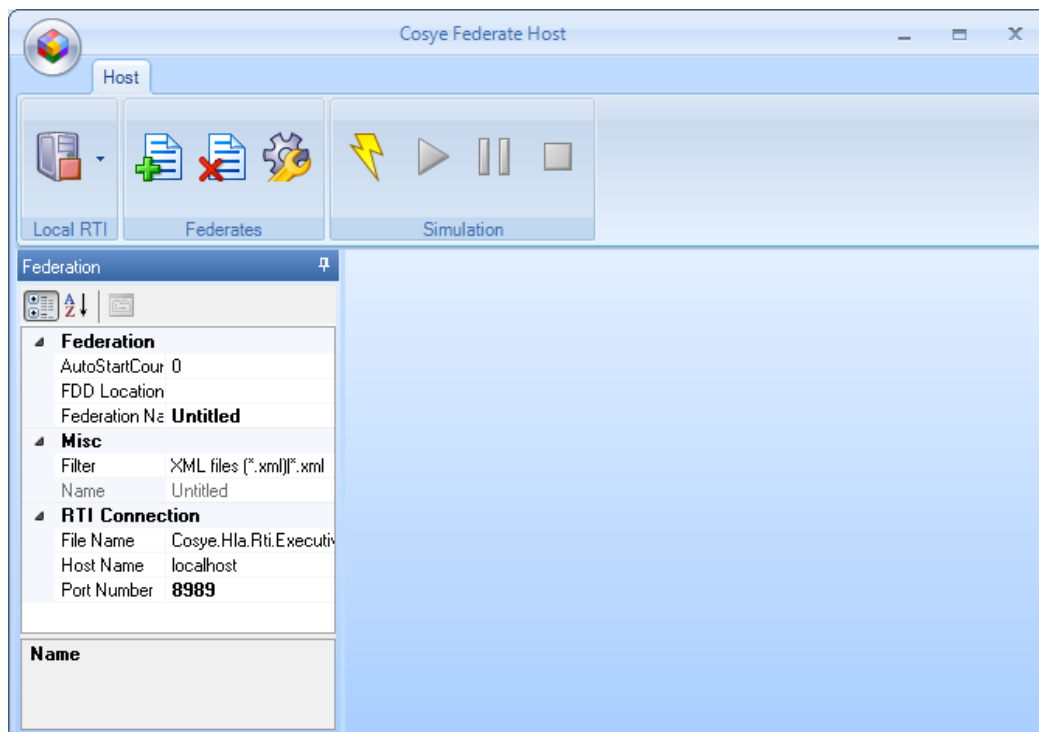 Cosye Federate Host
Host
Local RTI
Federates
Simulation
Federation
Federation
AutoStartCour 0
FDD Location
Federation Na Untitled
Misc
Filter XML files (*.xml)|*.xml
Name Untitled
RTI Connection
File Name Cosye.Hla.Rti.Executiv
Host Name localhost
Port Number 8989
Name